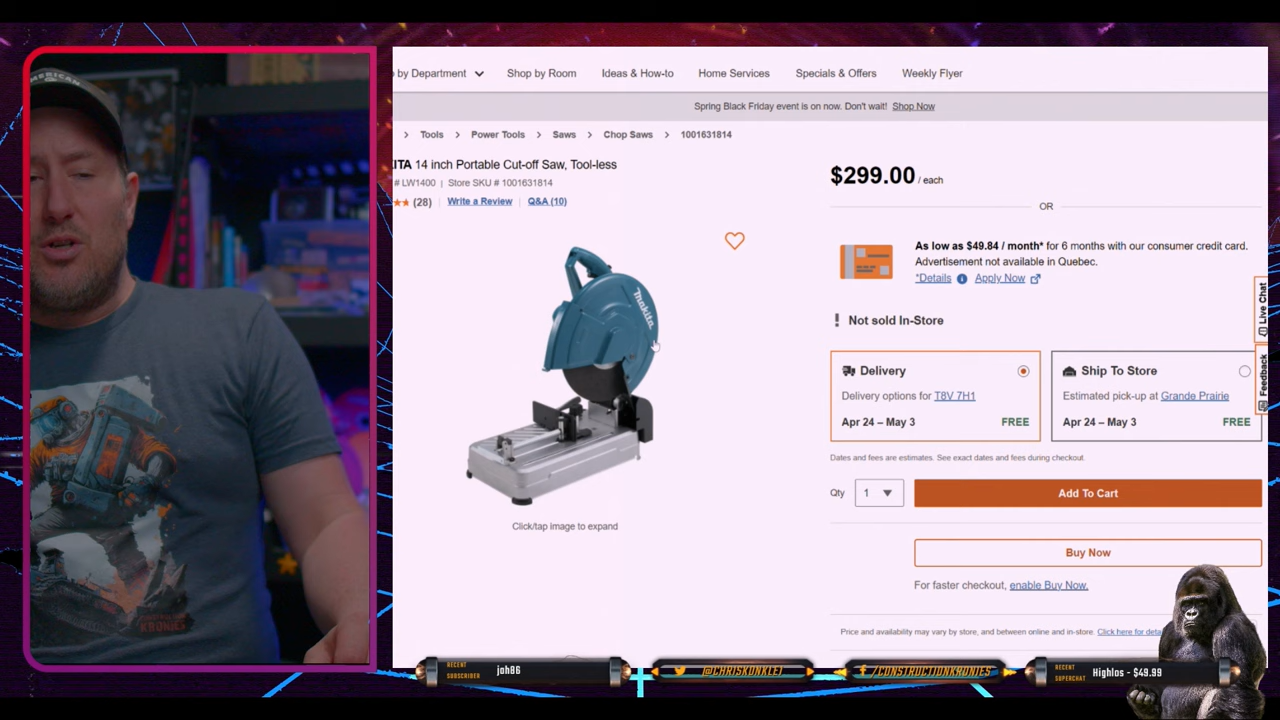 AMERICAN
by Department
Shop by Room
Ideas & How-to
Home Services
Specials & Offers
Weekly Flyer
Spring Black Friday event is on now. Don't wait! Shop Now
> Tools > Power Tools > Saws > Chop Saws > 1001631814
ITA 14 inch Portable Cut-off Saw, Tool-less
# LW1400 | Store SKU # 1001631814
(28) Write a Review Q&A (10)
makita
Click/tap image to expand
$299.00 / each
OR
As low as $49.84 / month* for 6 months with our consumer credit card.
Advertisement not available in Quebec.
*Details Apply Now
Not sold In-Store
Delivery
Delivery options for T8V 7H1
Apr 24 – May 3 FREE
Ship To Store
Estimated pick-up at Grande Prairie
Apr 24 – May 3 FREE
Dates and fees are estimates. See exact dates and fees during checkout.
Qty 1 Add To Cart
Buy Now
For faster checkout, enable Buy Now.
Price and availability may vary by store, and between online and in-store. Click here for
Live Chat
Feedback
RECENT
SUBSCRIBER
joh86
@CHRISKUNKLE1
/CONSTRUCTIONKRONIES
RECENT
SUPERCHAT
Highlos - $49.99